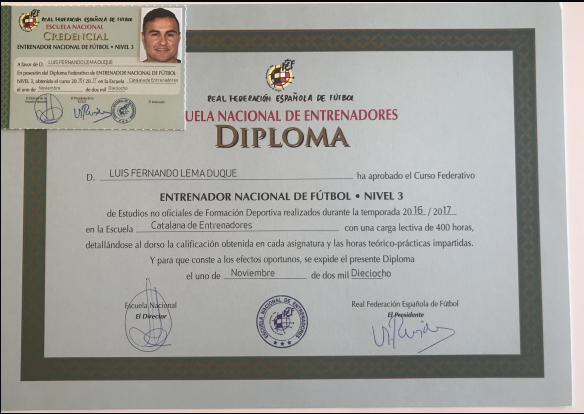 REAL FEDERACIÓN ESPAÑOLA DE FÚTBOL
ESCUELA NACIONAL
CREDENCIAL
ENTRENADOR NACIONAL DE FÚTBOL • NIVEL 3
A favor de D. LUIS FERNANDO LEMA DUQUE
En posesión del Diploma Federativo de ENTRENADOR NACIONAL DE FÚTBOL
NIVEL 3, obtenida el curso 20 16 / 20 17 en la Escuela Catalana de Entrenadores
el uno de Noviembre de dos mil Dieciocho
REAL FEDERACIÓN ESPAÑOLA DE FÚTBOL
UELA NACIONAL DE ENTRENADORES
DIPLOMA
D. LUIS FERNANDO LEMA DUQUE ha aprobado el Curso Federativo
ENTRENADOR NACIONAL DE FÚTBOL • NIVEL 3
de Estudios no oficiales de Formación Deportiva realizados durante la temporada 20 16 / 20 17
en la Escuela Catalana de Entrenadores con una carga lectiva de 400 horas,
detallándose al dorso la calificación obtenida en cada asignatura y las horas teórico-prácticas impartidas.
Y para que conste a los efectos oportunos, se expide el presente Diploma
el uno de Noviembre de dos mil Dieciocho
Escuela Nacional
El Director
ESCUELA NACIONAL DE ENTRENADORES
Real Federación Española de Fútbol
El Presidente